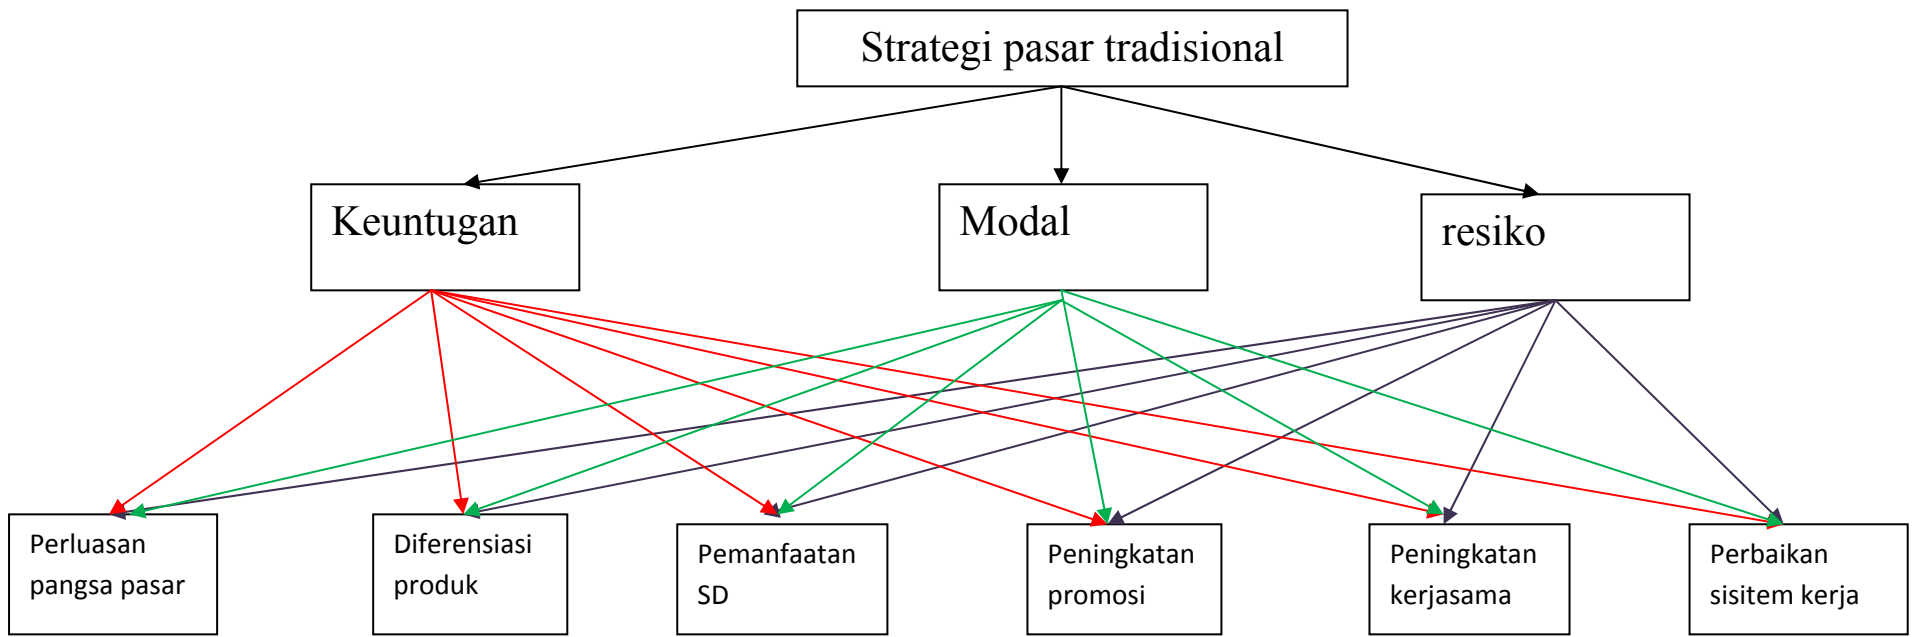 Strategi pasar tradisional
Keuntugan
Modal
resiko
Perluasan
pangsa pasar
Diferensiasi
produk
Pemanfaatan
SD
Peningkatan
promosi
Peningkatan
kerjasama
Perbaikan
sisitem kerja